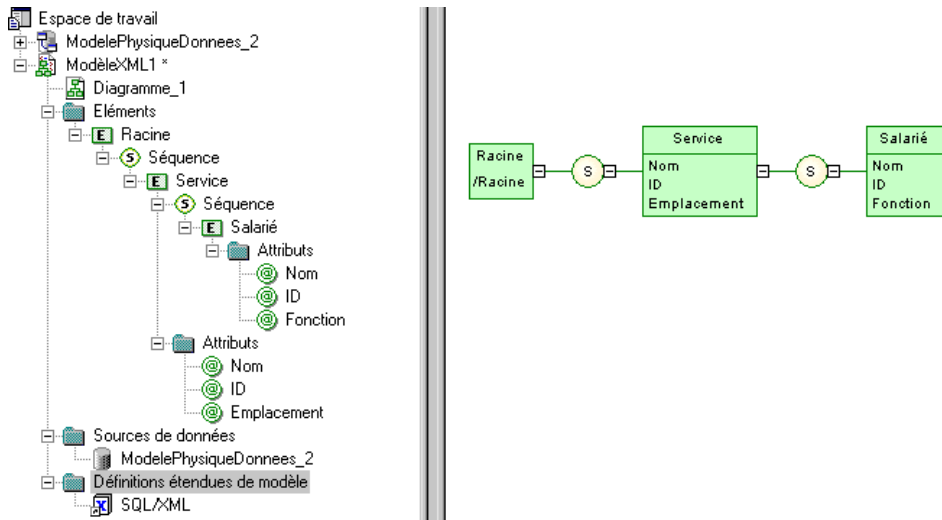 Espace de travail
ModelePhysiqueDonnees_2
ModèleXML1 *
Diagramme_1
Eléments
E Racine
S Séquence
E Service
S Séquence
E Salarié
Attributs
@ Nom
@ ID
@ Fonction
Attributs
@ Nom
@ ID
@ Emplacement
Sources de données
ModelePhysiqueDonnees_2
Définitions étendues de modèle
X SQL/XML
Racine
/Racine
S
Service
Nom
ID
Emplacement
S
Salarié
Nom
ID
Fonction